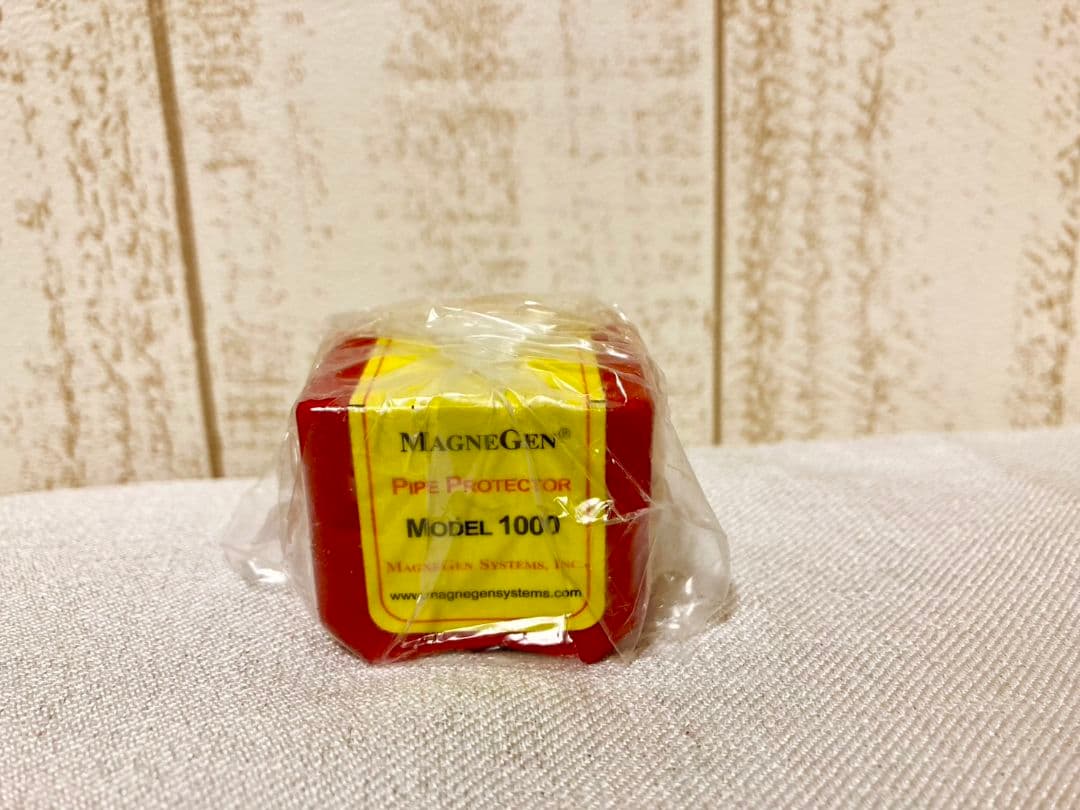 MAGNEGEN®
PIPE PROTECTOR
MODEL 1000
MAGNEGEN SYSTEMS, INC.
www.magnegensystems.com